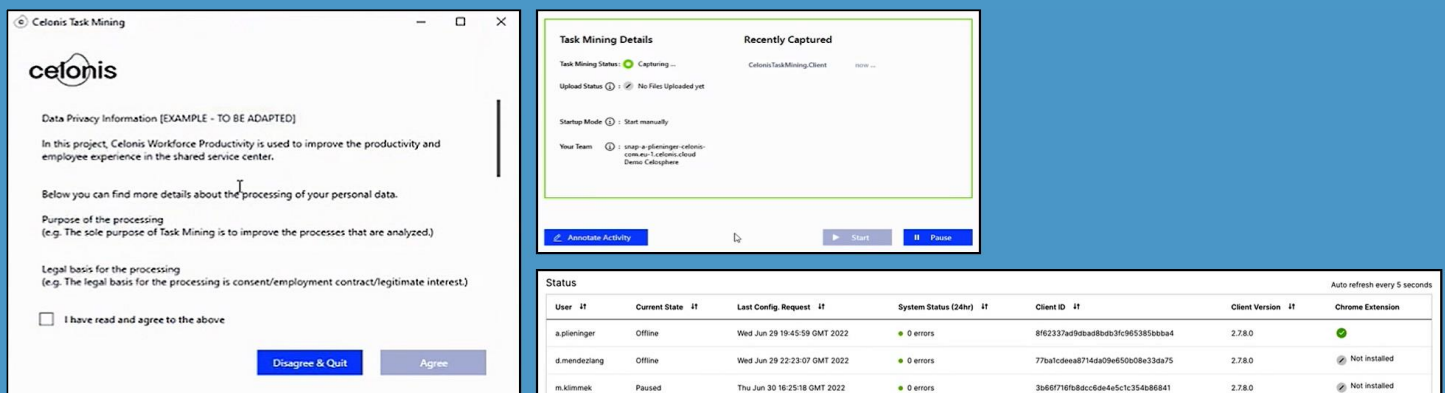 Celonis Task Mining
celonis
Data Privacy Information [EXAMPLE - TO BE ADAPTED]
In this project, Celonis Workforce Productivity is used to improve the productivity and
employee experience in the shared service center.
Below you can find more details about the processing of your personal data.
Purpose of the processing
(e.g. The sole purpose of Task Mining is to improve the processes that are analyzed.)
Legal basis for the processing
(e.g. The legal basis for the processing is consent/employment contract/legitimate interest.)
I have read and agree to the above
Disagree & Quit Agree
Task Mining Details Recently Captured
Task Mining Status: Capturing ... CelonisTaskMining.Client now ...
Upload Status : No Files Uploaded yet
Startup Mode : Start manually
Your Team : snap-a-plieninger-celonis-
com.eu-1.celonis.cloud
Demo Celosphere
Annotate Activity Start Pause
Status Auto refresh every 5 seconds
User Current State Last Config. Request System Status (24hr) Client ID Client Version Chrome Extension
a.plieninger Offline Wed Jun 29 19:45:59 GMT 2022 0 errors 8f62337ad9dbad8bdb3fc965385bbba4 2.7.8.0
d.mendezlang Offline Wed Jun 29 22:23:07 GMT 2022 0 errors 77ba1cdeea8714da09e650b08e33da75 2.7.8.0 Not installed
m.klimmek Paused Thu Jun 30 16:25:18 GMT 2022 0 errors 3b66f716fb8dcc6de4e5c1c354b86841 2.7.8.0 Not installed